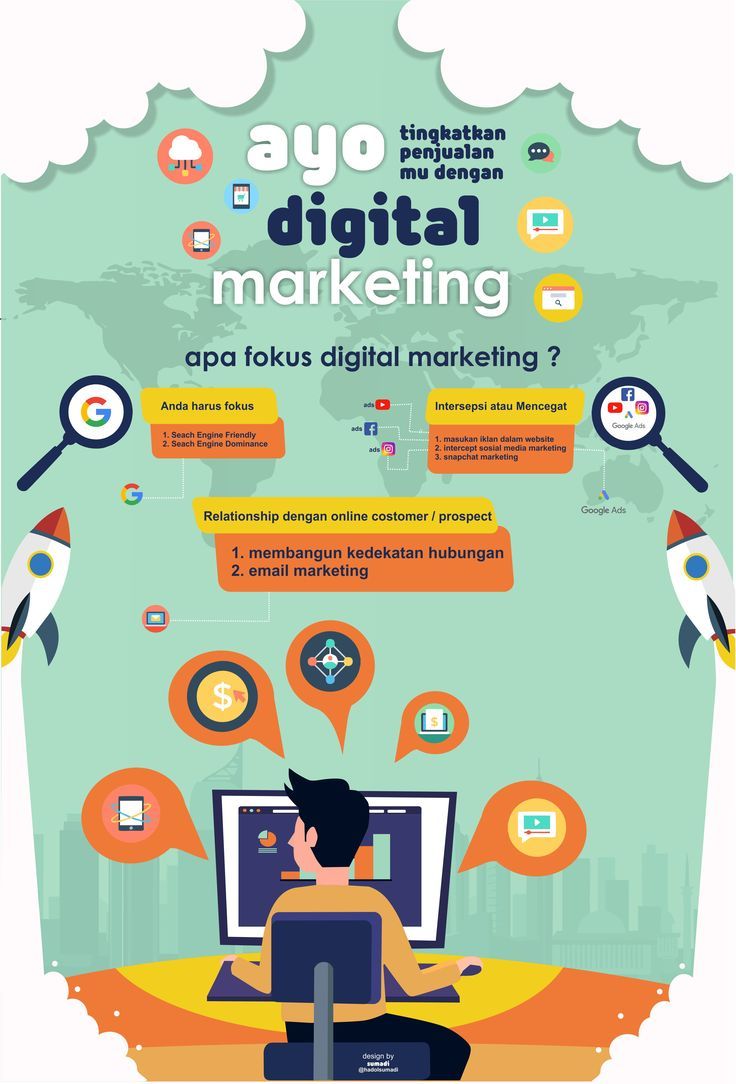 ayo
tingkatkan
penjualan
mu dengan
digital
marketing
apa fokus digital marketing ?
Anda harus fokus
1. Seach Engine Friendly
2. Seach Engine Dominance
ads
ads
ads
Intersepsi atau Mencegat
1. masukan iklan dalam website
2. intercept sosial media marketing
3. snapchat marketing
Google Ads
Google Ads
Relationship dengan online costomer / prospect
1. membangun kedekatan hubungan
2. email marketing
design by
sumadi
@hadolsumadi